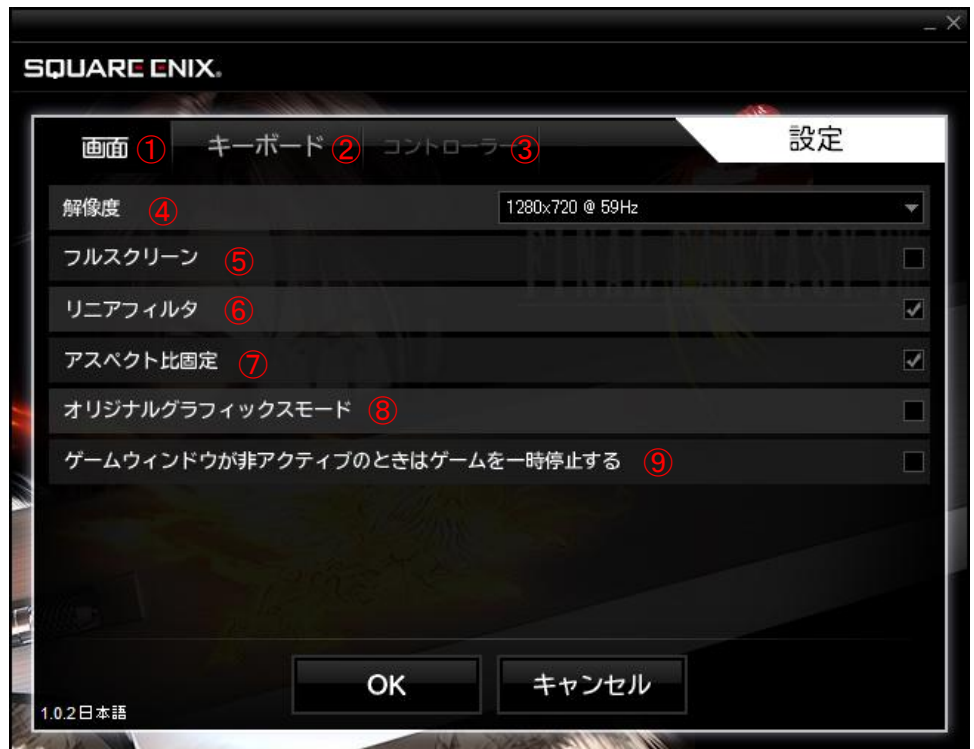 SQUARE ENIX.
画面 ① キーボード ② コントローラー ③ 設定
解像度 ④ 1280x720 @ 59Hz
フルスクリーン ⑤
リニアフィルタ ⑥
アスペクト比固定 ⑦
オリジナルグラフィックスモード ⑧
ゲームウィンドウが非アクティブのときはゲームを一時停止する ⑨
OK キャンセル
1.0.2日本語